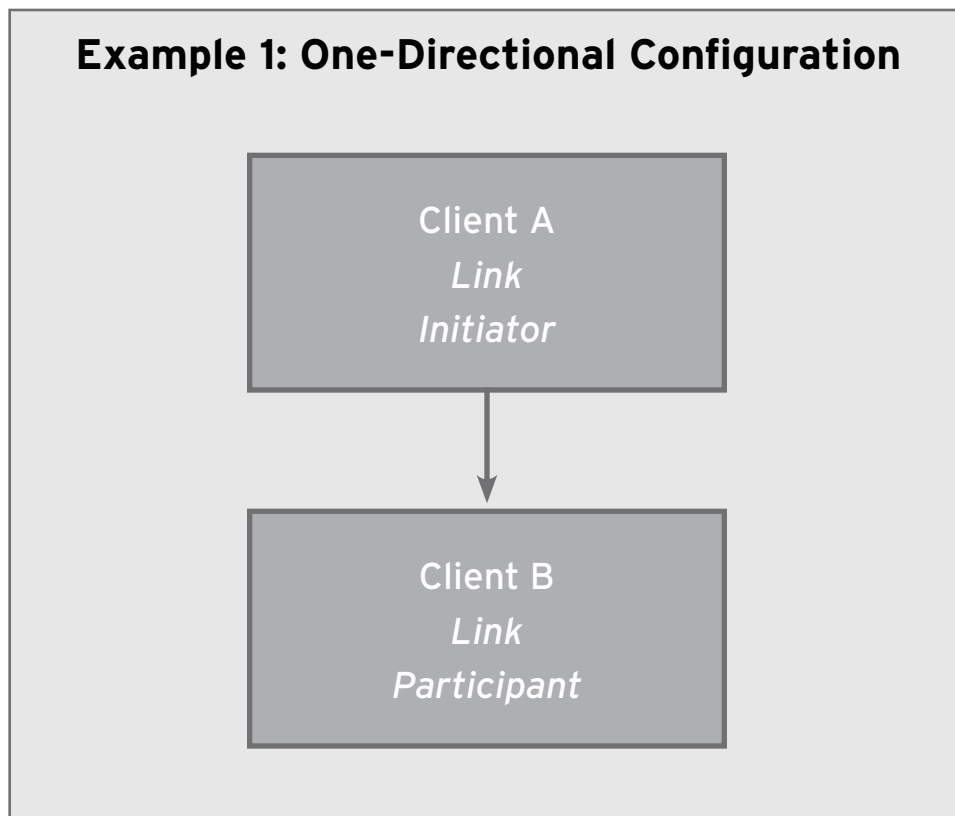 Example 1: One-Directional Configuration
Client A
Link
Initiator
Client B
Link
Participant